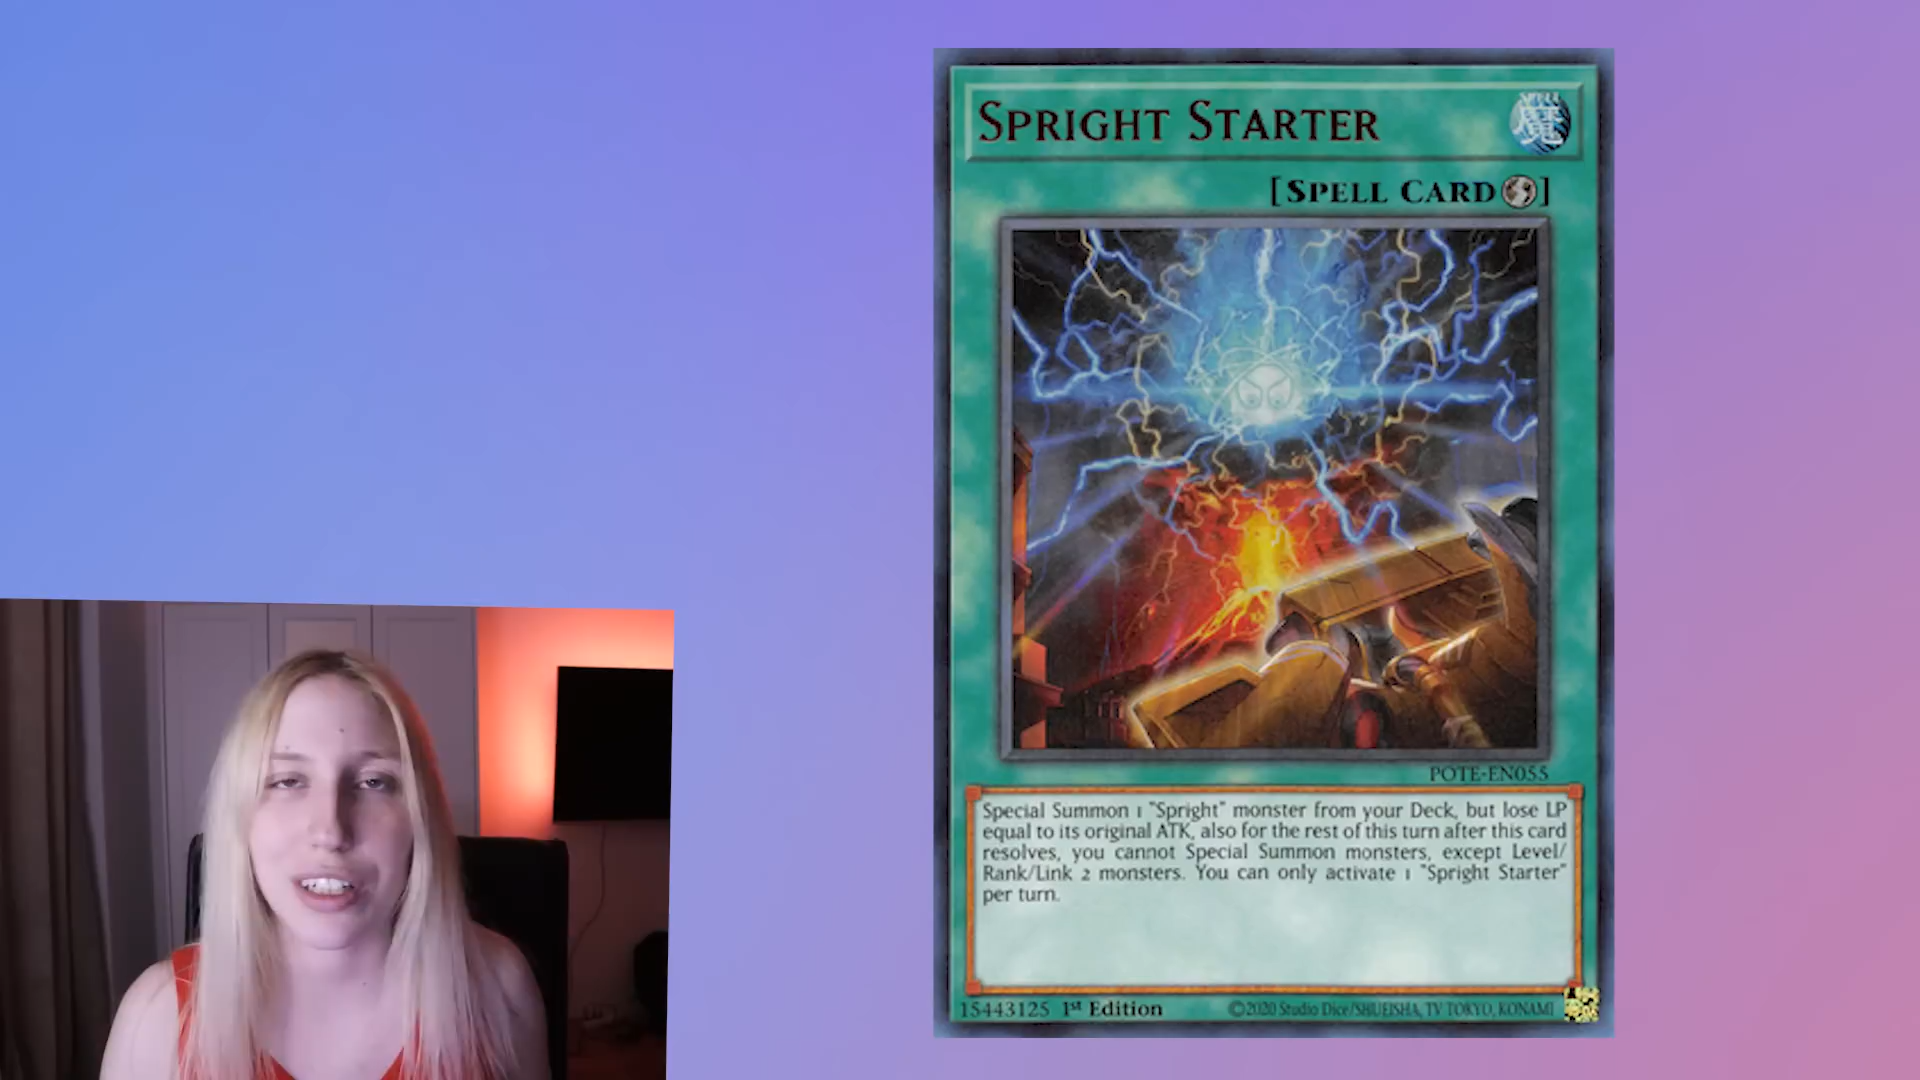 SPRIGHT STARTER
SPELL
魔
[SPELL CARD]
POTE-EN055
Special Summon 1 "Spright" monster from your Deck, but lose LP
equal to its original ATK, also for the rest of this turn after this card
resolves, you cannot Special Summon monsters, except Level/
Rank/Link 2 monsters. You can only activate 1 "Spright Starter"
per turn.
15443125 1st Edition
©2020 Studio Dice/SHUEISHA, TV TOKYO, KONAMI